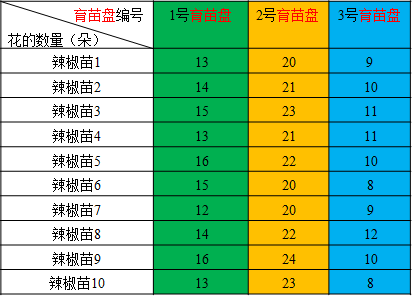 育苗盘编号
花的数量（朵）
1号育苗盘 2号育苗盘 3号育苗盘
辣椒苗1 13 20 9
辣椒苗2 14 21 10
辣椒苗3 15 23 11
辣椒苗4 13 21 11
辣椒苗5 16 22 10
辣椒苗6 15 20 8
辣椒苗7 12 20 9
辣椒苗8 14 22 12
辣椒苗9 16 24 10
辣椒苗10 13 23 8